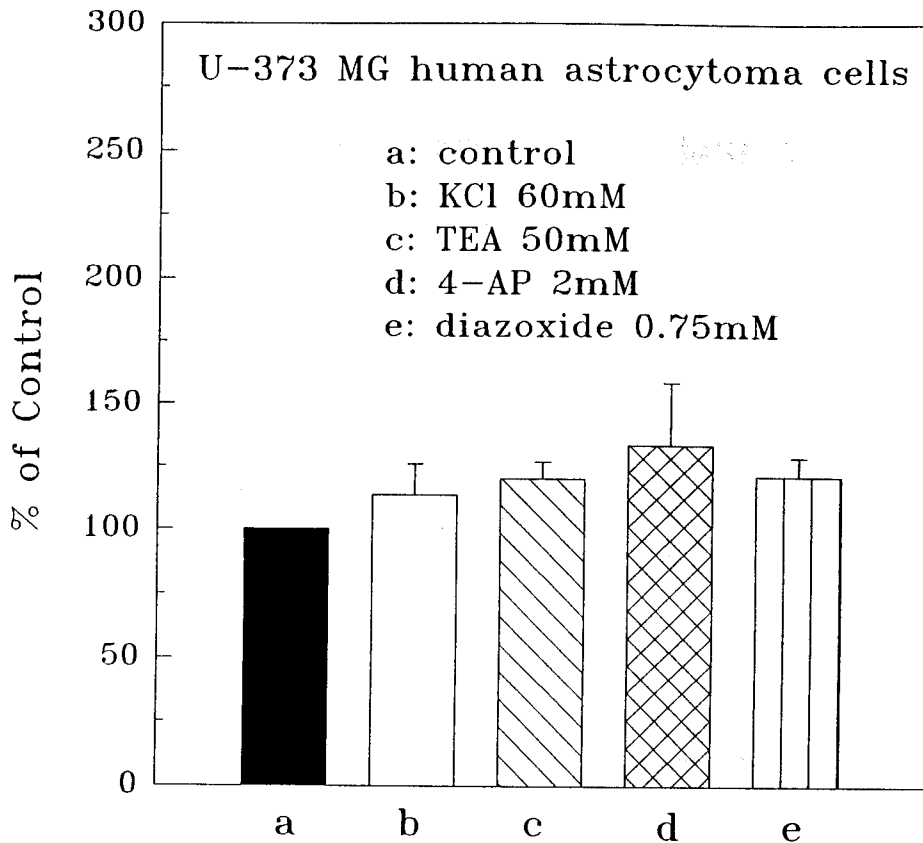 300
250
200
150
100
50
0
% of Control
U-373 MG human astrocytoma cells
a: control
b: KCl 60mM
c: TEA 50mM
d: 4-AP 2mM
e: diazoxide 0.75mM
a b c d e